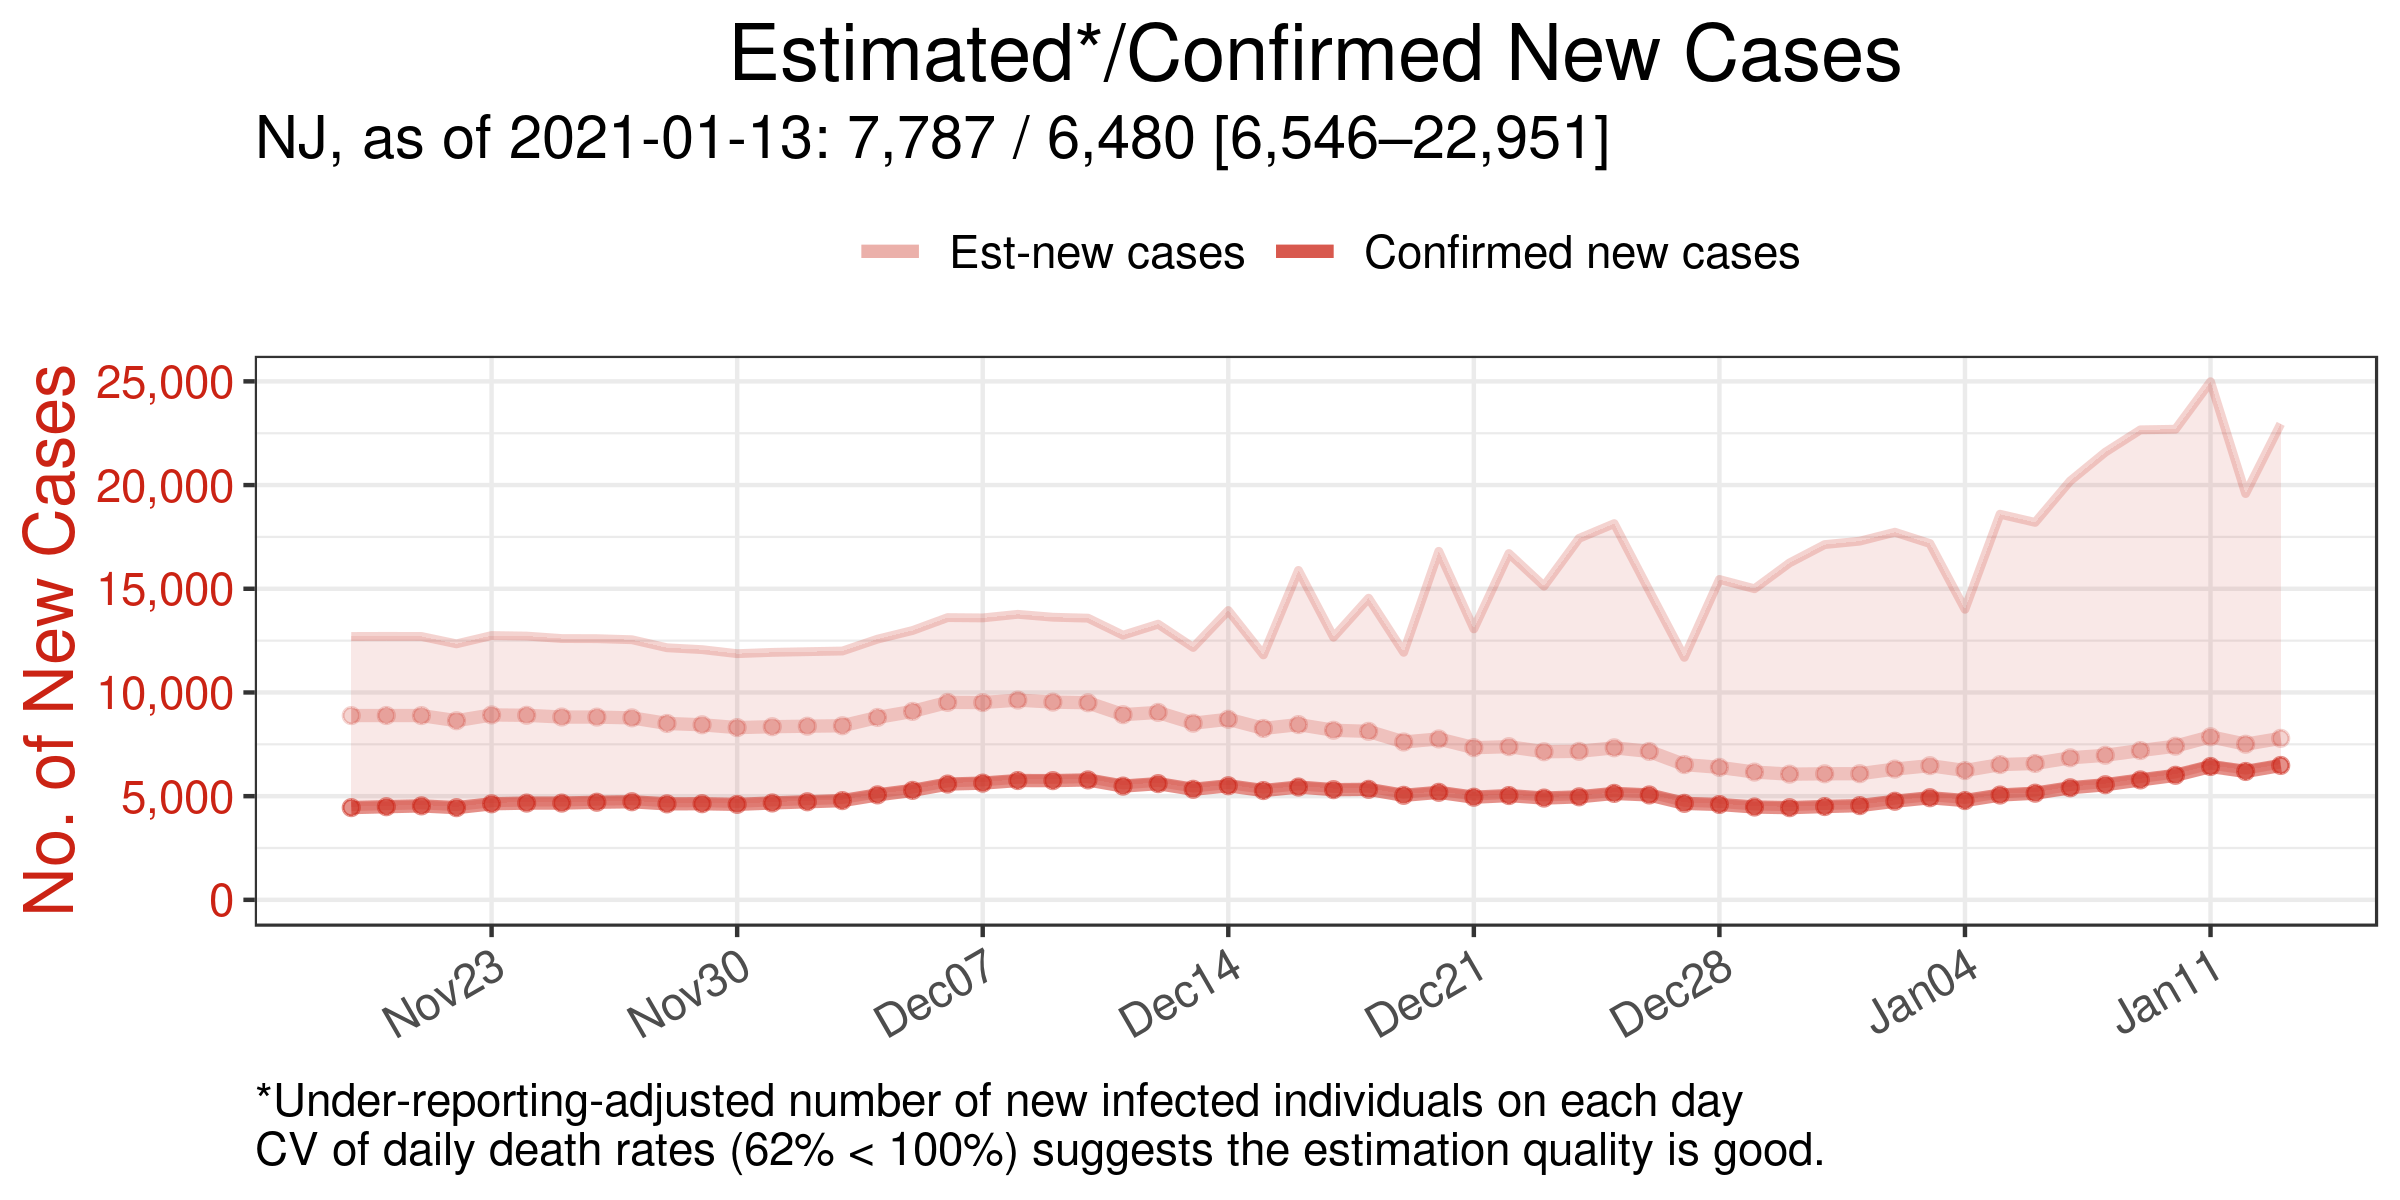 Estimated*/Confirmed New Cases
NJ, as of 2021-01-13: 7,787 / 6,480 [6,546–22,951]
Est-new cases
Confirmed new cases
No. of New Cases
25,000
20,000
15,000
10,000
5,000
0
Nov23
Nov30
Dec07
Dec14
Dec21
Dec28
Jan04
Jan11
*Under-reporting-adjusted number of new infected individuals on each day
CV of daily death rates (62% < 100%) suggests the estimation quality is good.